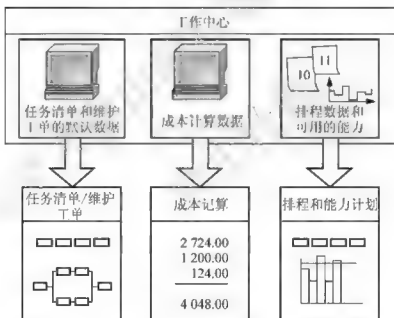 工作中心
10
11
任务清单和维护
工单的默认数据
成本计算数据
排程数据和
可用的能力
任务清单/维护
工单
成本记算
排程和能力计划
2 724.00
1 200.00
124.00
4 048.00